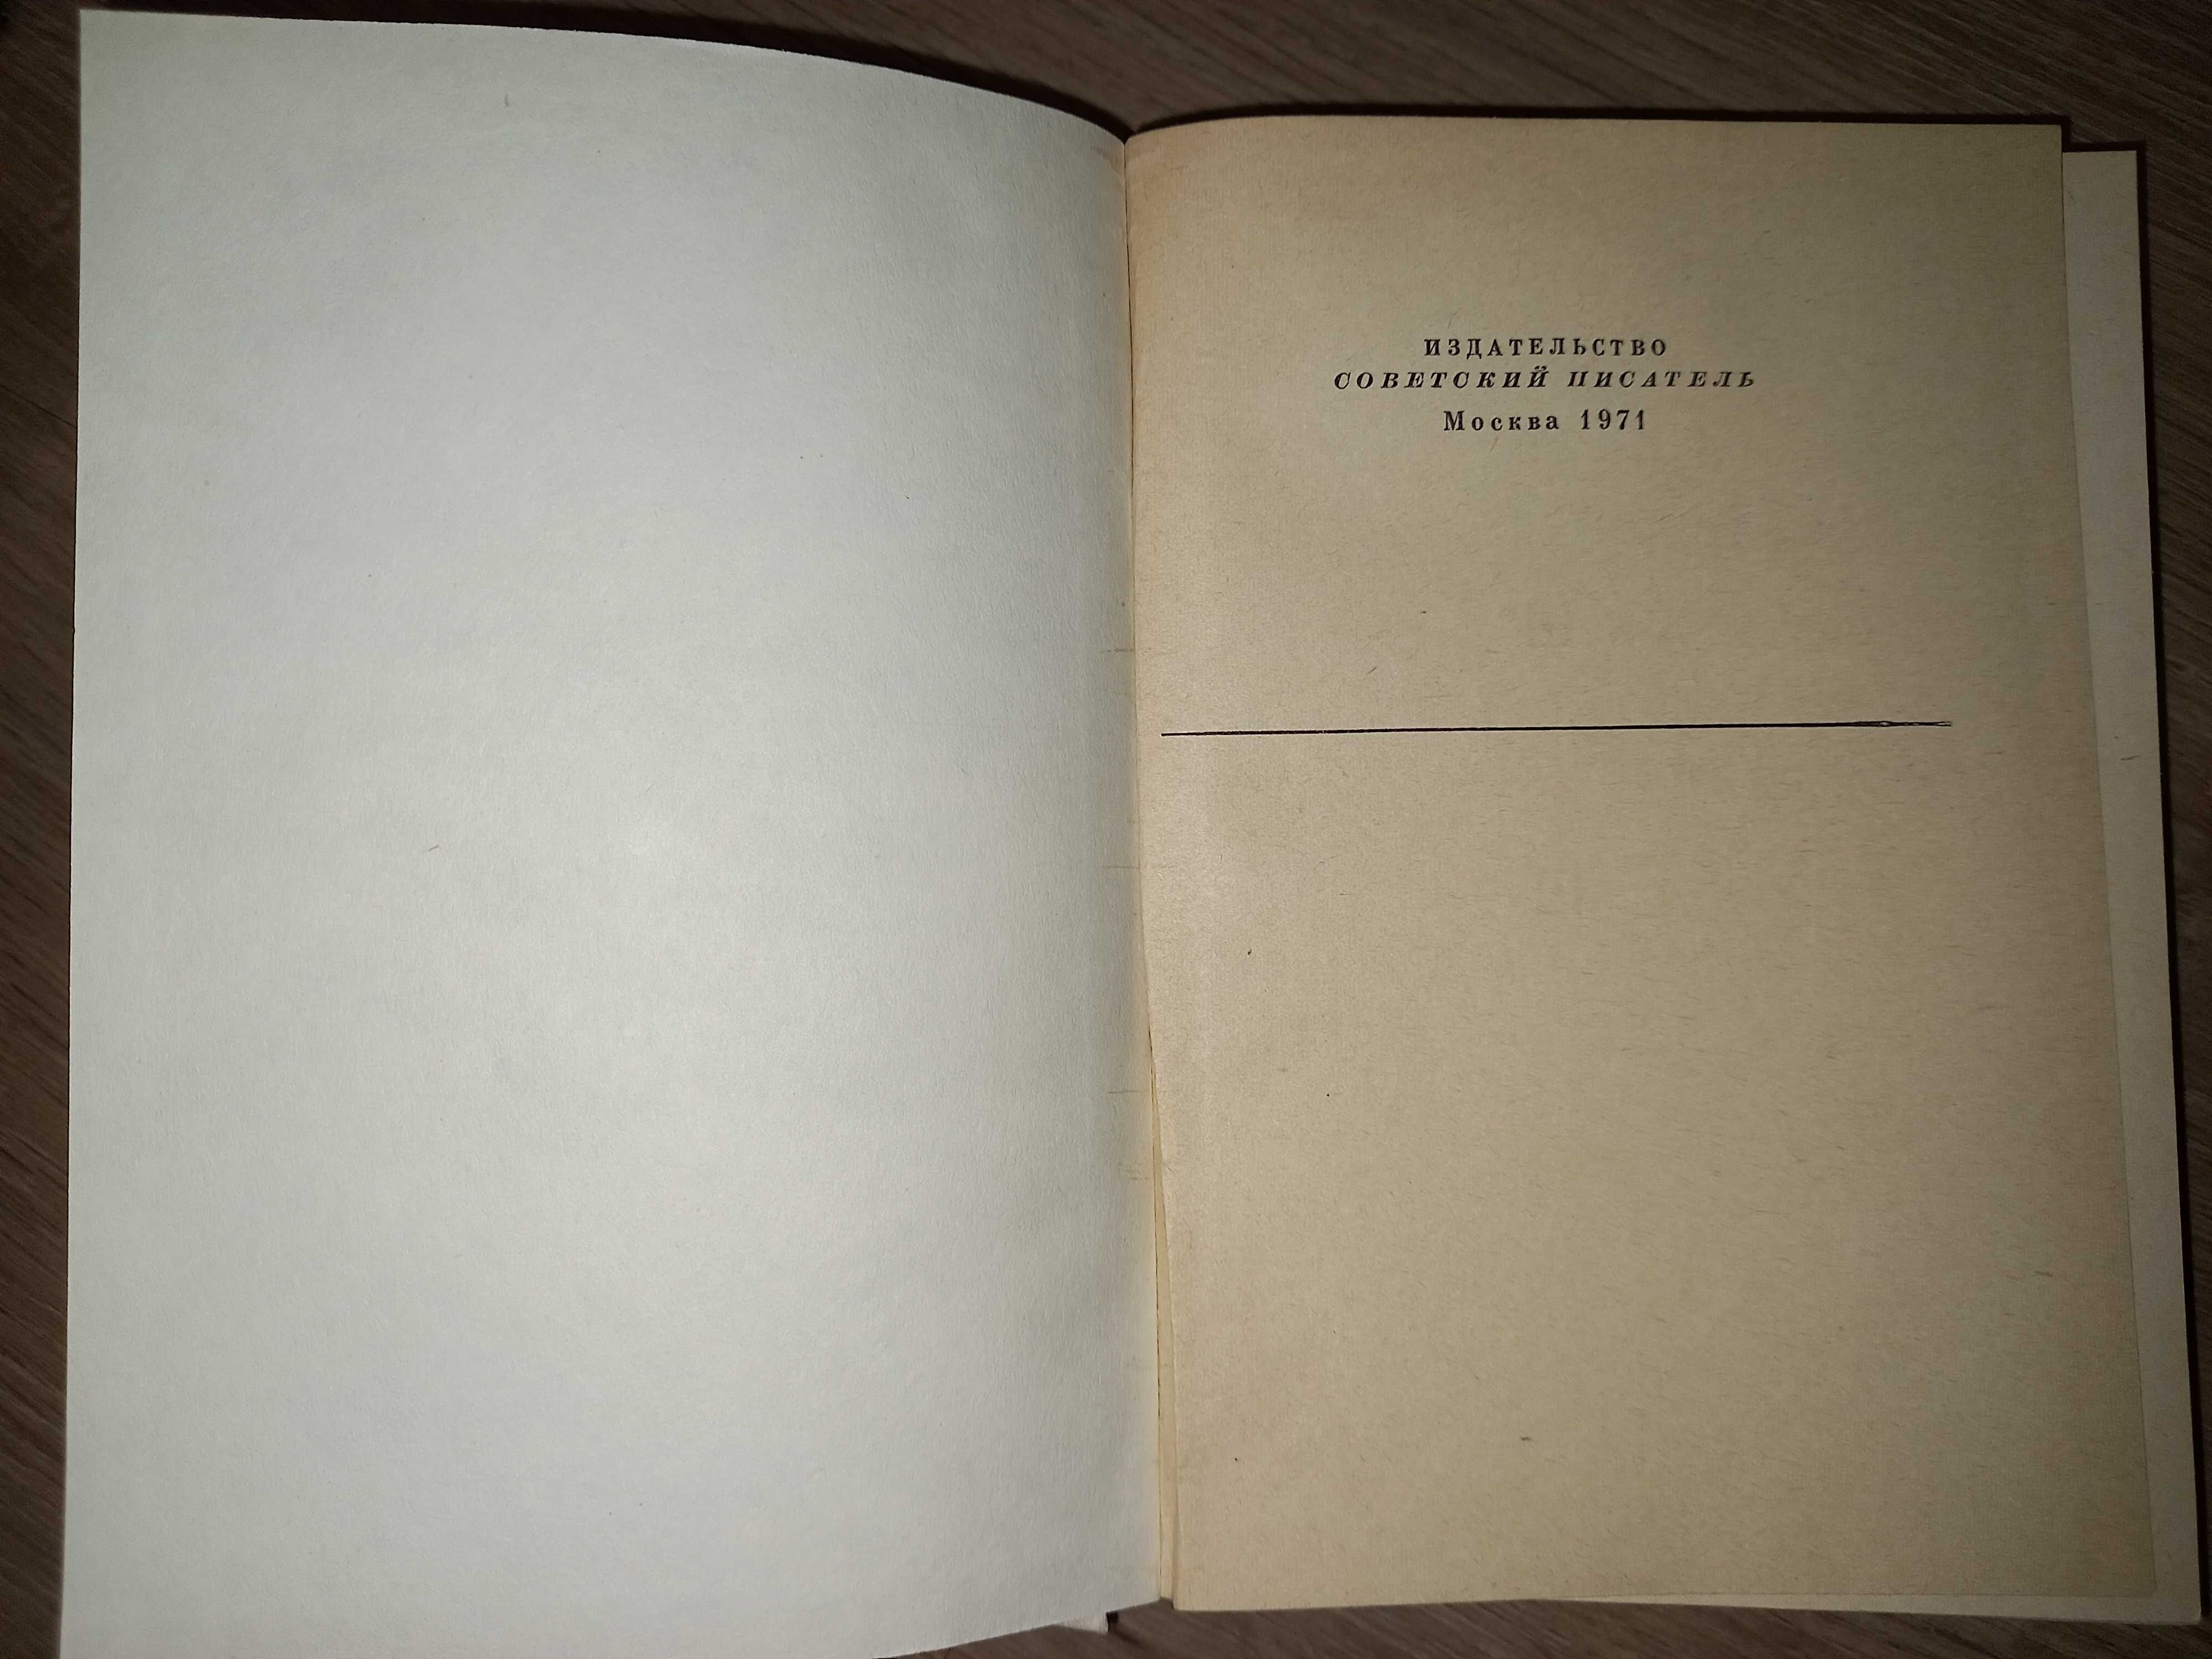 ИЗДАТЕЛЬСТВО
СОВЕТСКИЙ ПИСАТЕЛЬ
Москва 1971